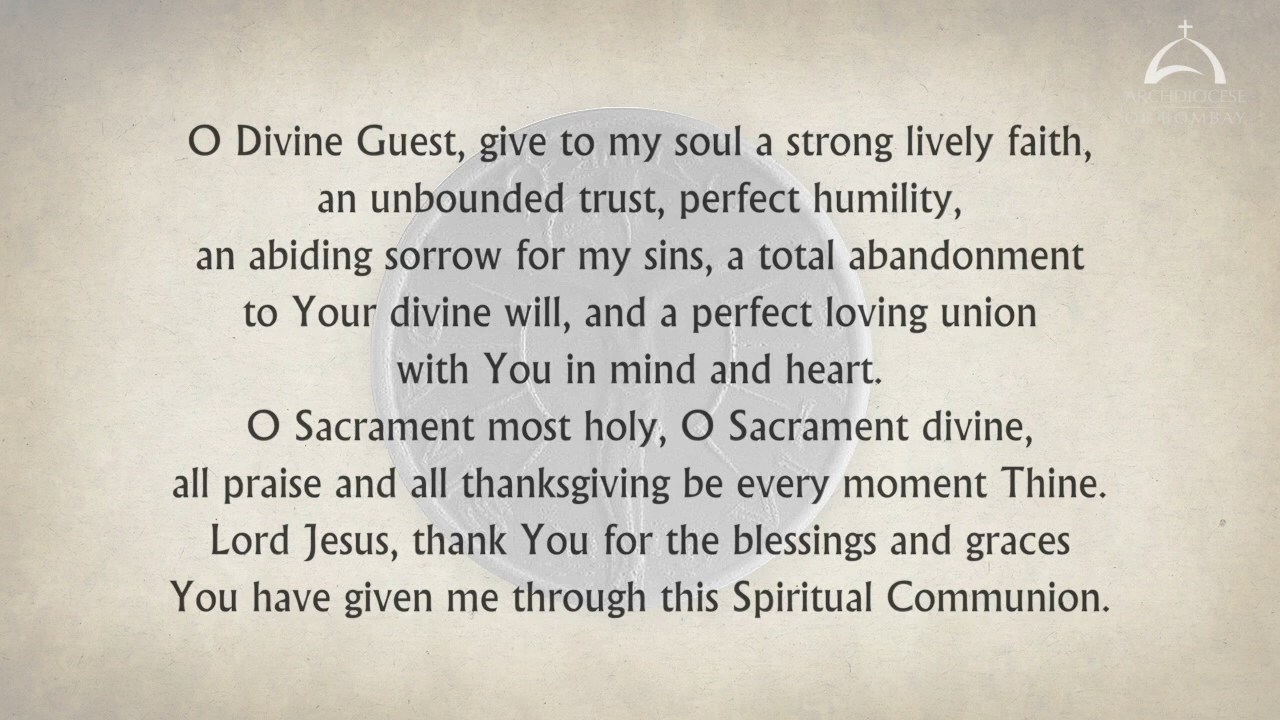 ARCHDIOCESE
OF BOMBAY
O Divine Guest, give to my soul a strong lively faith,
an unbounded trust, perfect humility,
an abiding sorrow for my sins, a total abandonment
to Your divine will, and a perfect loving union
with You in mind and heart.
O Sacrament most holy, O Sacrament divine,
all praise and all thanksgiving be every moment Thine.
Lord Jesus, thank You for the blessings and graces
You have given me through this Spiritual Communion.